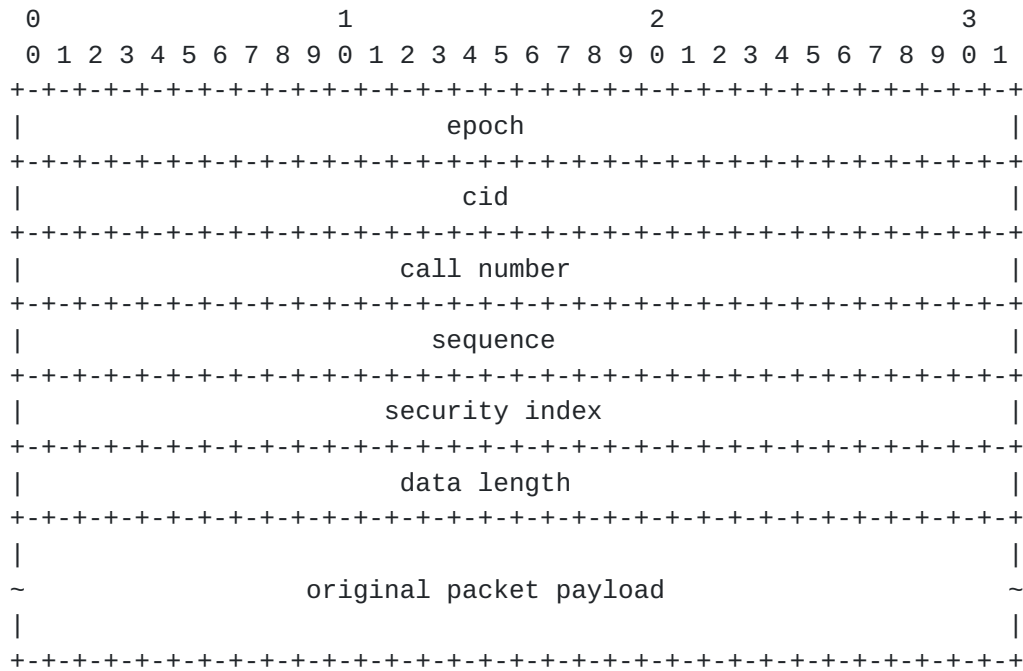 0                   1                   2                   3
 0 1 2 3 4 5 6 7 8 9 0 1 2 3 4 5 6 7 8 9 0 1 2 3 4 5 6 7 8 9 0 1
+-+-+-+-+-+-+-+-+-+-+-+-+-+-+-+-+-+-+-+-+-+-+-+-+-+-+-+-+-+-+-+-+
|                           epoch                               |
+-+-+-+-+-+-+-+-+-+-+-+-+-+-+-+-+-+-+-+-+-+-+-+-+-+-+-+-+-+-+-+-+
|                            cid                                |
+-+-+-+-+-+-+-+-+-+-+-+-+-+-+-+-+-+-+-+-+-+-+-+-+-+-+-+-+-+-+-+-+
|                        call number                            |
+-+-+-+-+-+-+-+-+-+-+-+-+-+-+-+-+-+-+-+-+-+-+-+-+-+-+-+-+-+-+-+-+
|                          sequence                             |
+-+-+-+-+-+-+-+-+-+-+-+-+-+-+-+-+-+-+-+-+-+-+-+-+-+-+-+-+-+-+-+-+
|                       security index                          |
+-+-+-+-+-+-+-+-+-+-+-+-+-+-+-+-+-+-+-+-+-+-+-+-+-+-+-+-+-+-+-+-+
|                        data length                            |
+-+-+-+-+-+-+-+-+-+-+-+-+-+-+-+-+-+-+-+-+-+-+-+-+-+-+-+-+-+-+-+-+
|                                                               |
~                  original packet payload                      ~
|                                                               |
+-+-+-+-+-+-+-+-+-+-+-+-+-+-+-+-+-+-+-+-+-+-+-+-+-+-+-+-+-+-+-+-+